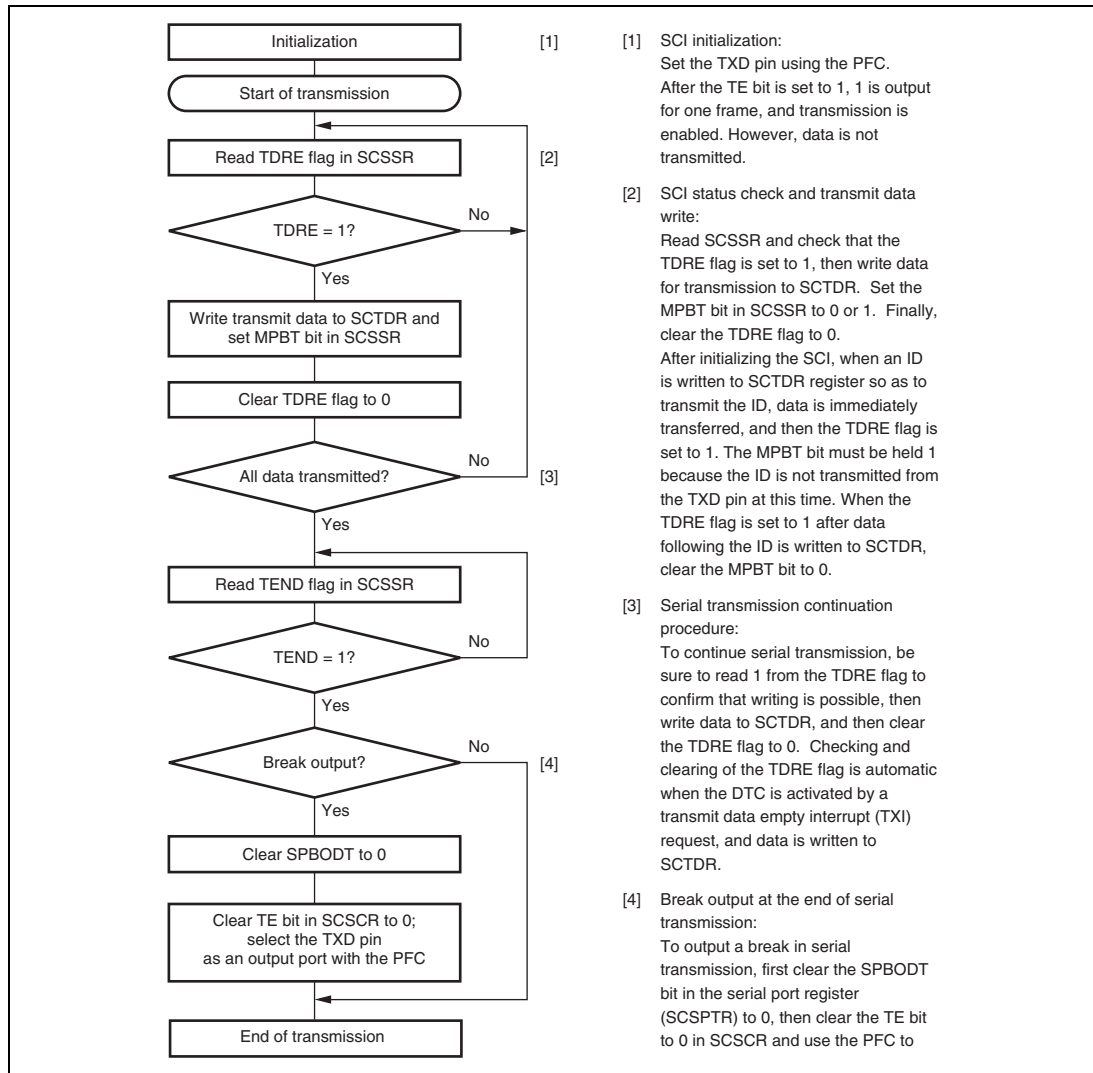 Initialization
[1]
Start of transmission
Read TDRE flag in SCSSR
[2]
TDRE = 1?
No
Yes
Write transmit data to SCTDR and
set MPBT bit in SCSSR
Clear TDRE flag to 0
All data transmitted?
No
[3]
Yes
Read TEND flag in SCSSR
TEND = 1?
No
Yes
Break output?
No
[4]
Yes
Clear SPBODT to 0
Clear TE bit in SCSCR to 0;
select the TXD pin
as an output port with the PFC
End of transmission
[1] SCI initialization:
Set the TXD pin using the PFC.
After the TE bit is set to 1, 1 is output
for one frame, and transmission is
enabled. However, data is not
transmitted.
[2] SCI status check and transmit data
write:
Read SCSSR and check that the
TDRE flag is set to 1, then write data
for transmission to SCTDR. Set the
MPBT bit in SCSSR to 0 or 1. Finally,
clear the TDRE flag to 0.
After initializing the SCI, when an ID
is written to SCTDR register so as to
transmit the ID, data is immediately
transferred, and then the TDRE flag is
set to 1. The MPBT bit must be held 1
because the ID is not transmitted from
the TXD pin at this time. When the
TDRE flag is set to 1 after data
following the ID is written to SCTDR,
clear the MPBT bit to 0.
[3] Serial transmission continuation
procedure:
To continue serial transmission, be
sure to read 1 from the TDRE flag to
confirm that writing is possible, then
write data to SCTDR, and then clear
the TDRE flag to 0. Checking and
clearing of the TDRE flag is automatic
when the DTC is activated by a
transmit data empty interrupt (TXI)
request, and data is written to
SCTDR.
[4] Break output at the end of serial
transmission:
To output a break in serial
transmission, first clear the SPBODT
bit in the serial port register
(SCSPTR) to 0, then clear the TE bit
to 0 in SCSCR and use the PFC to